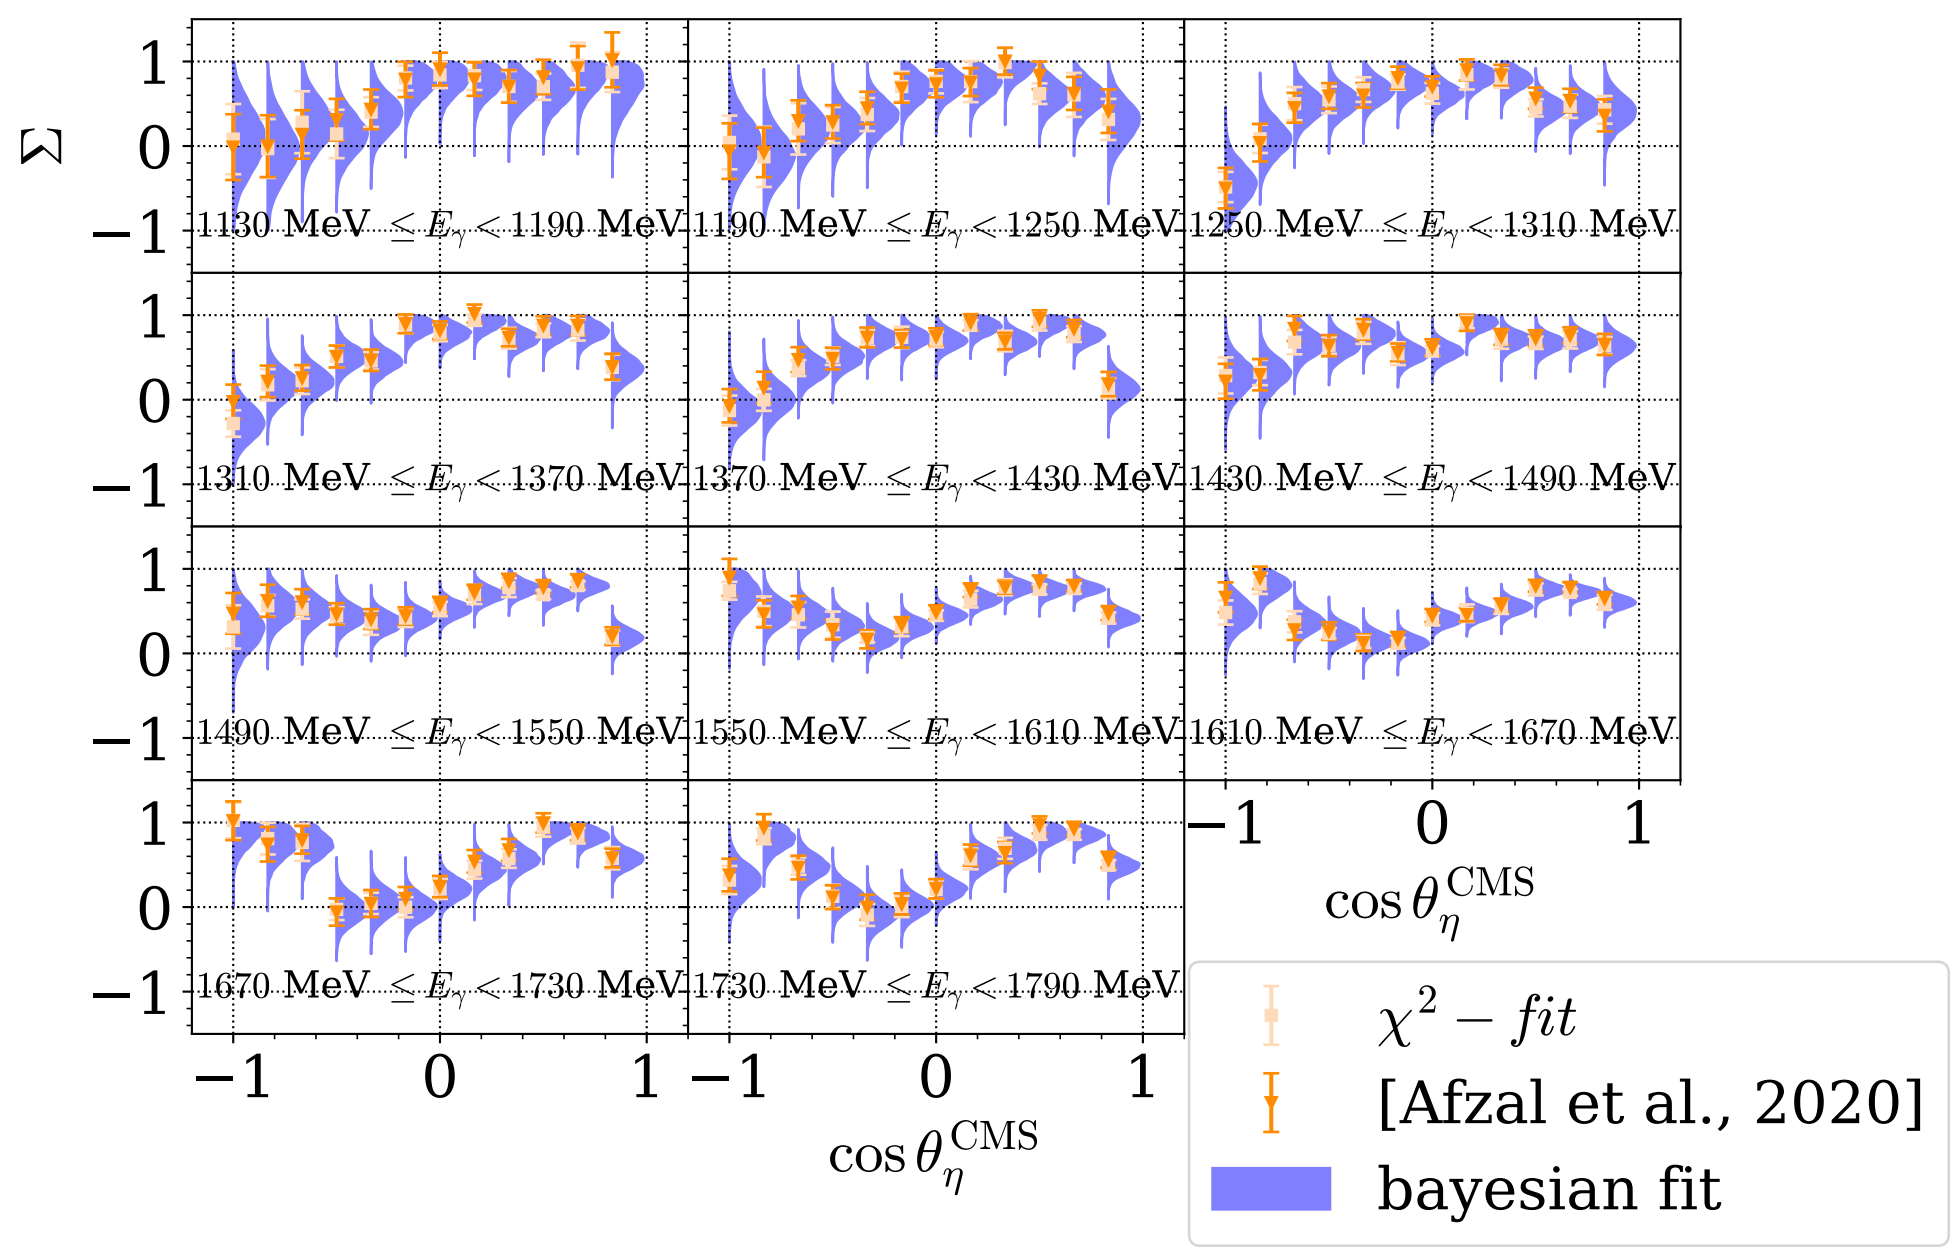 Σ
1
0
−1
1130 MeV ≤ E_γ < 1190 MeV
1190 MeV ≤ E_γ < 1250 MeV
1250 MeV ≤ E_γ < 1310 MeV
1
0
−1
1310 MeV ≤ E_γ < 1370 MeV
1370 MeV ≤ E_γ < 1430 MeV
1430 MeV ≤ E_γ < 1490 MeV
1
0
−1
1490 MeV ≤ E_γ < 1550 MeV
1550 MeV ≤ E_γ < 1610 MeV
1610 MeV ≤ E_γ < 1670 MeV
−1 0 1
cos θ_η^CMS
1
0
−1
1670 MeV ≤ E_γ < 1730 MeV
1730 MeV ≤ E_γ < 1790 MeV
−1 0 1
−1 0 1
cos θ_η^CMS
χ² − fit
[Afzal et al., 2020]
bayesian fit